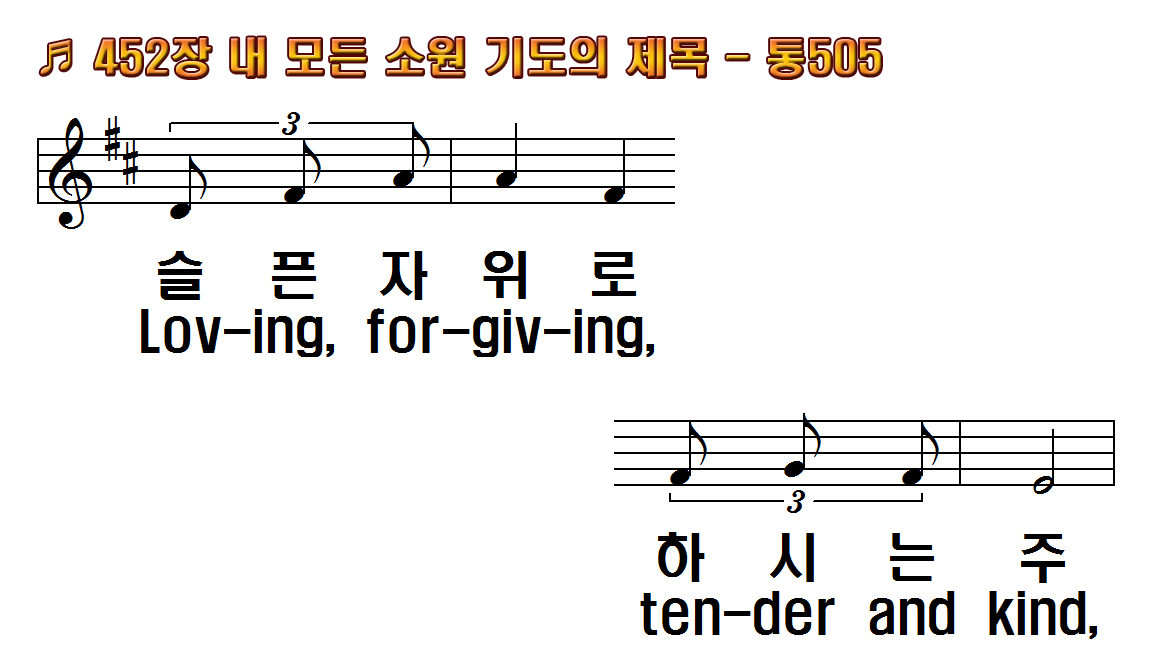 ♬ 452장 내 모든 소원 기도의 제목 - 통505
3
슬 픈 자 위 로
Lov-ing, for-giv-ing,
3
하 시 는 주
ten-der and kind,